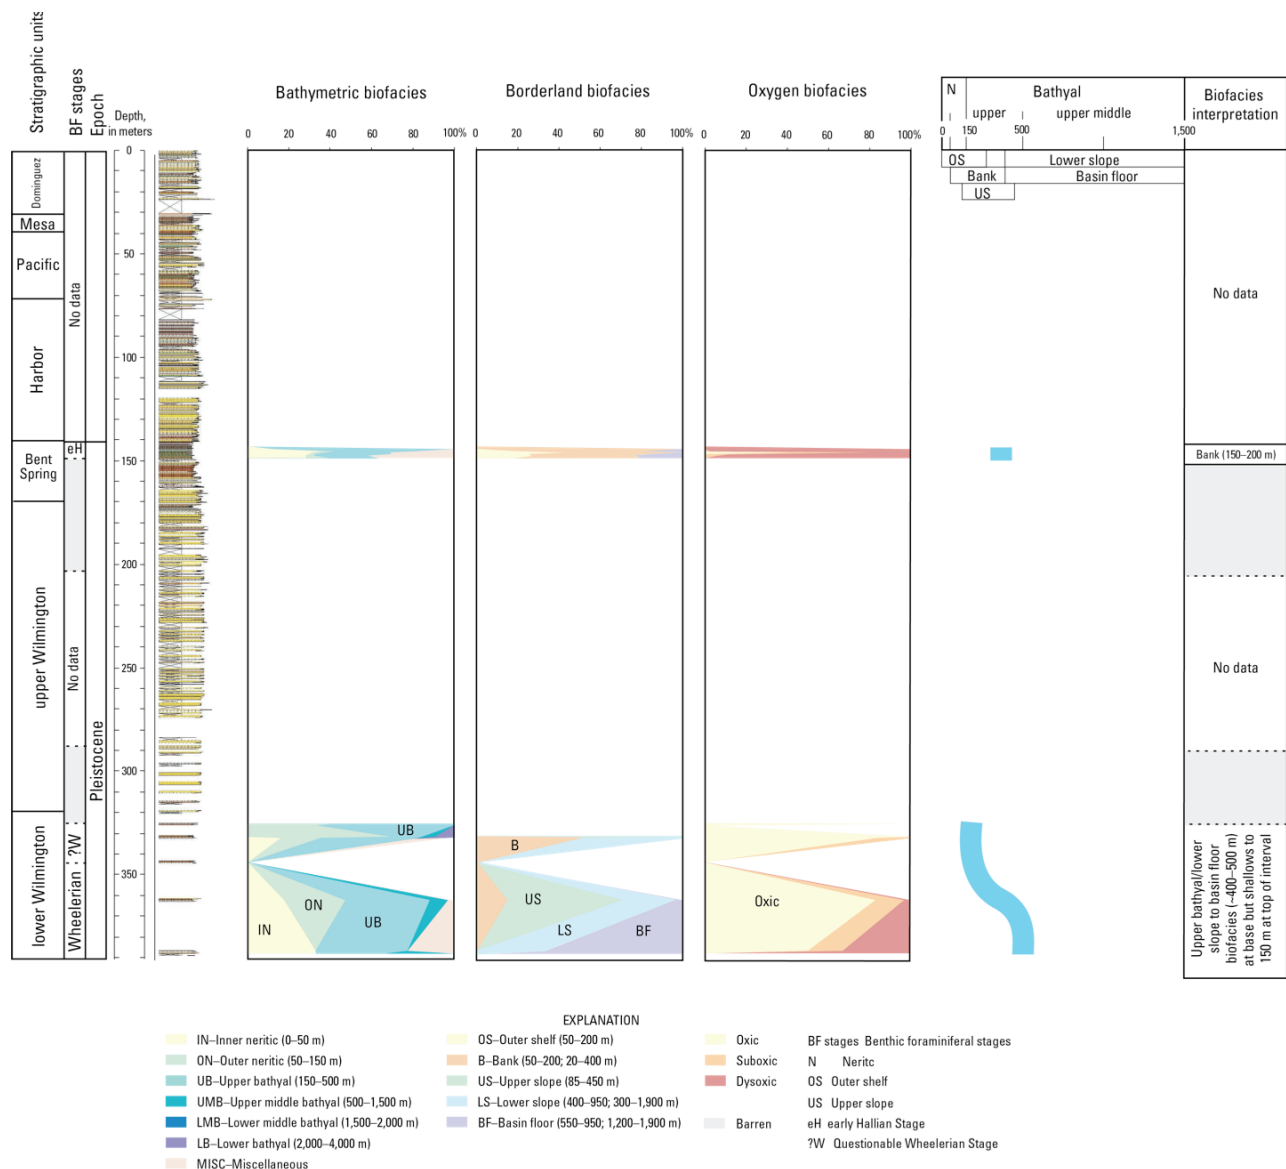 Stratigraphic units
BF stages
Epoch
Depth,
in meters
Bathymetric biofacies
Borderland biofacies
Oxygen biofacies
N
Bathyal
upper
upper middle
Biofacies
interpretation
0 20 40 60 80 100%
0 20 40 60 80 100%
0 20 40 60 80 100%
0 150 500 1,500
OS
Lower slope
Bank
Basin floor
US
0
50
100
150
200
250
300
350
Dominguez
Mesa
Pacific
Harbor
Bent
Spring
upper Wilmington
lower Wilmington
No data
eH
No data
?W
Wheelerian
Pleistocene
UB
IN
ON
UB
B
US
LS
BF
Oxic
No data
Bank (150–200 m)
No data
Upper bathyal/lower
slope to basin floor
biofacies (~400–500 m)
at base but shallows to
150 m at top of interval
EXPLANATION
IN–Inner neritic (0–50 m)
ON–Outer neritic (50–150 m)
UB–Upper bathyal (150–500 m)
UMB–Upper middle bathyal (500–1,500 m)
LMB–Lower middle bathyal (1,500–2,000 m)
LB–Lower bathyal (2,000–4,000 m)
MISC–Miscellaneous
OS–Outer shelf (50–200 m)
B–Bank (50–200; 20–400 m)
US–Upper slope (85–450 m)
LS–Lower slope (400–950; 300–1,900 m)
BF–Basin floor (550–950; 1,200–1,900 m)
Oxic
Suboxic
Dysoxic
Barren
BF stages Benthic foraminiferal stages
N Neritc
OS Outer shelf
US Upper slope
eH early Hallian Stage
?W Questionable Wheelerian Stage